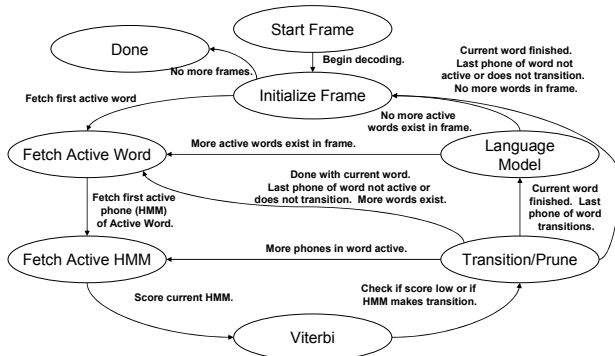 Start Frame
Done
Begin decoding.
No more frames.
Current word finished.
Last phone of word not
active or does not transition.
No more words in frame.
Fetch first active word
Initialize Frame
No more active
words exist in frame.
More active words exist in frame.
Fetch Active Word
Language
Model
Done with current word.
Last phone of word not active or
does not transition.  More words exist.
Fetch first active
phone (HMM)
of Active Word.
Current word
finished.  Last
phone of word
transitions.
More phones in word active.
Fetch Active HMM
Transition/Prune
Score current HMM.
Check if score low or if
HMM makes transition.
Viterbi